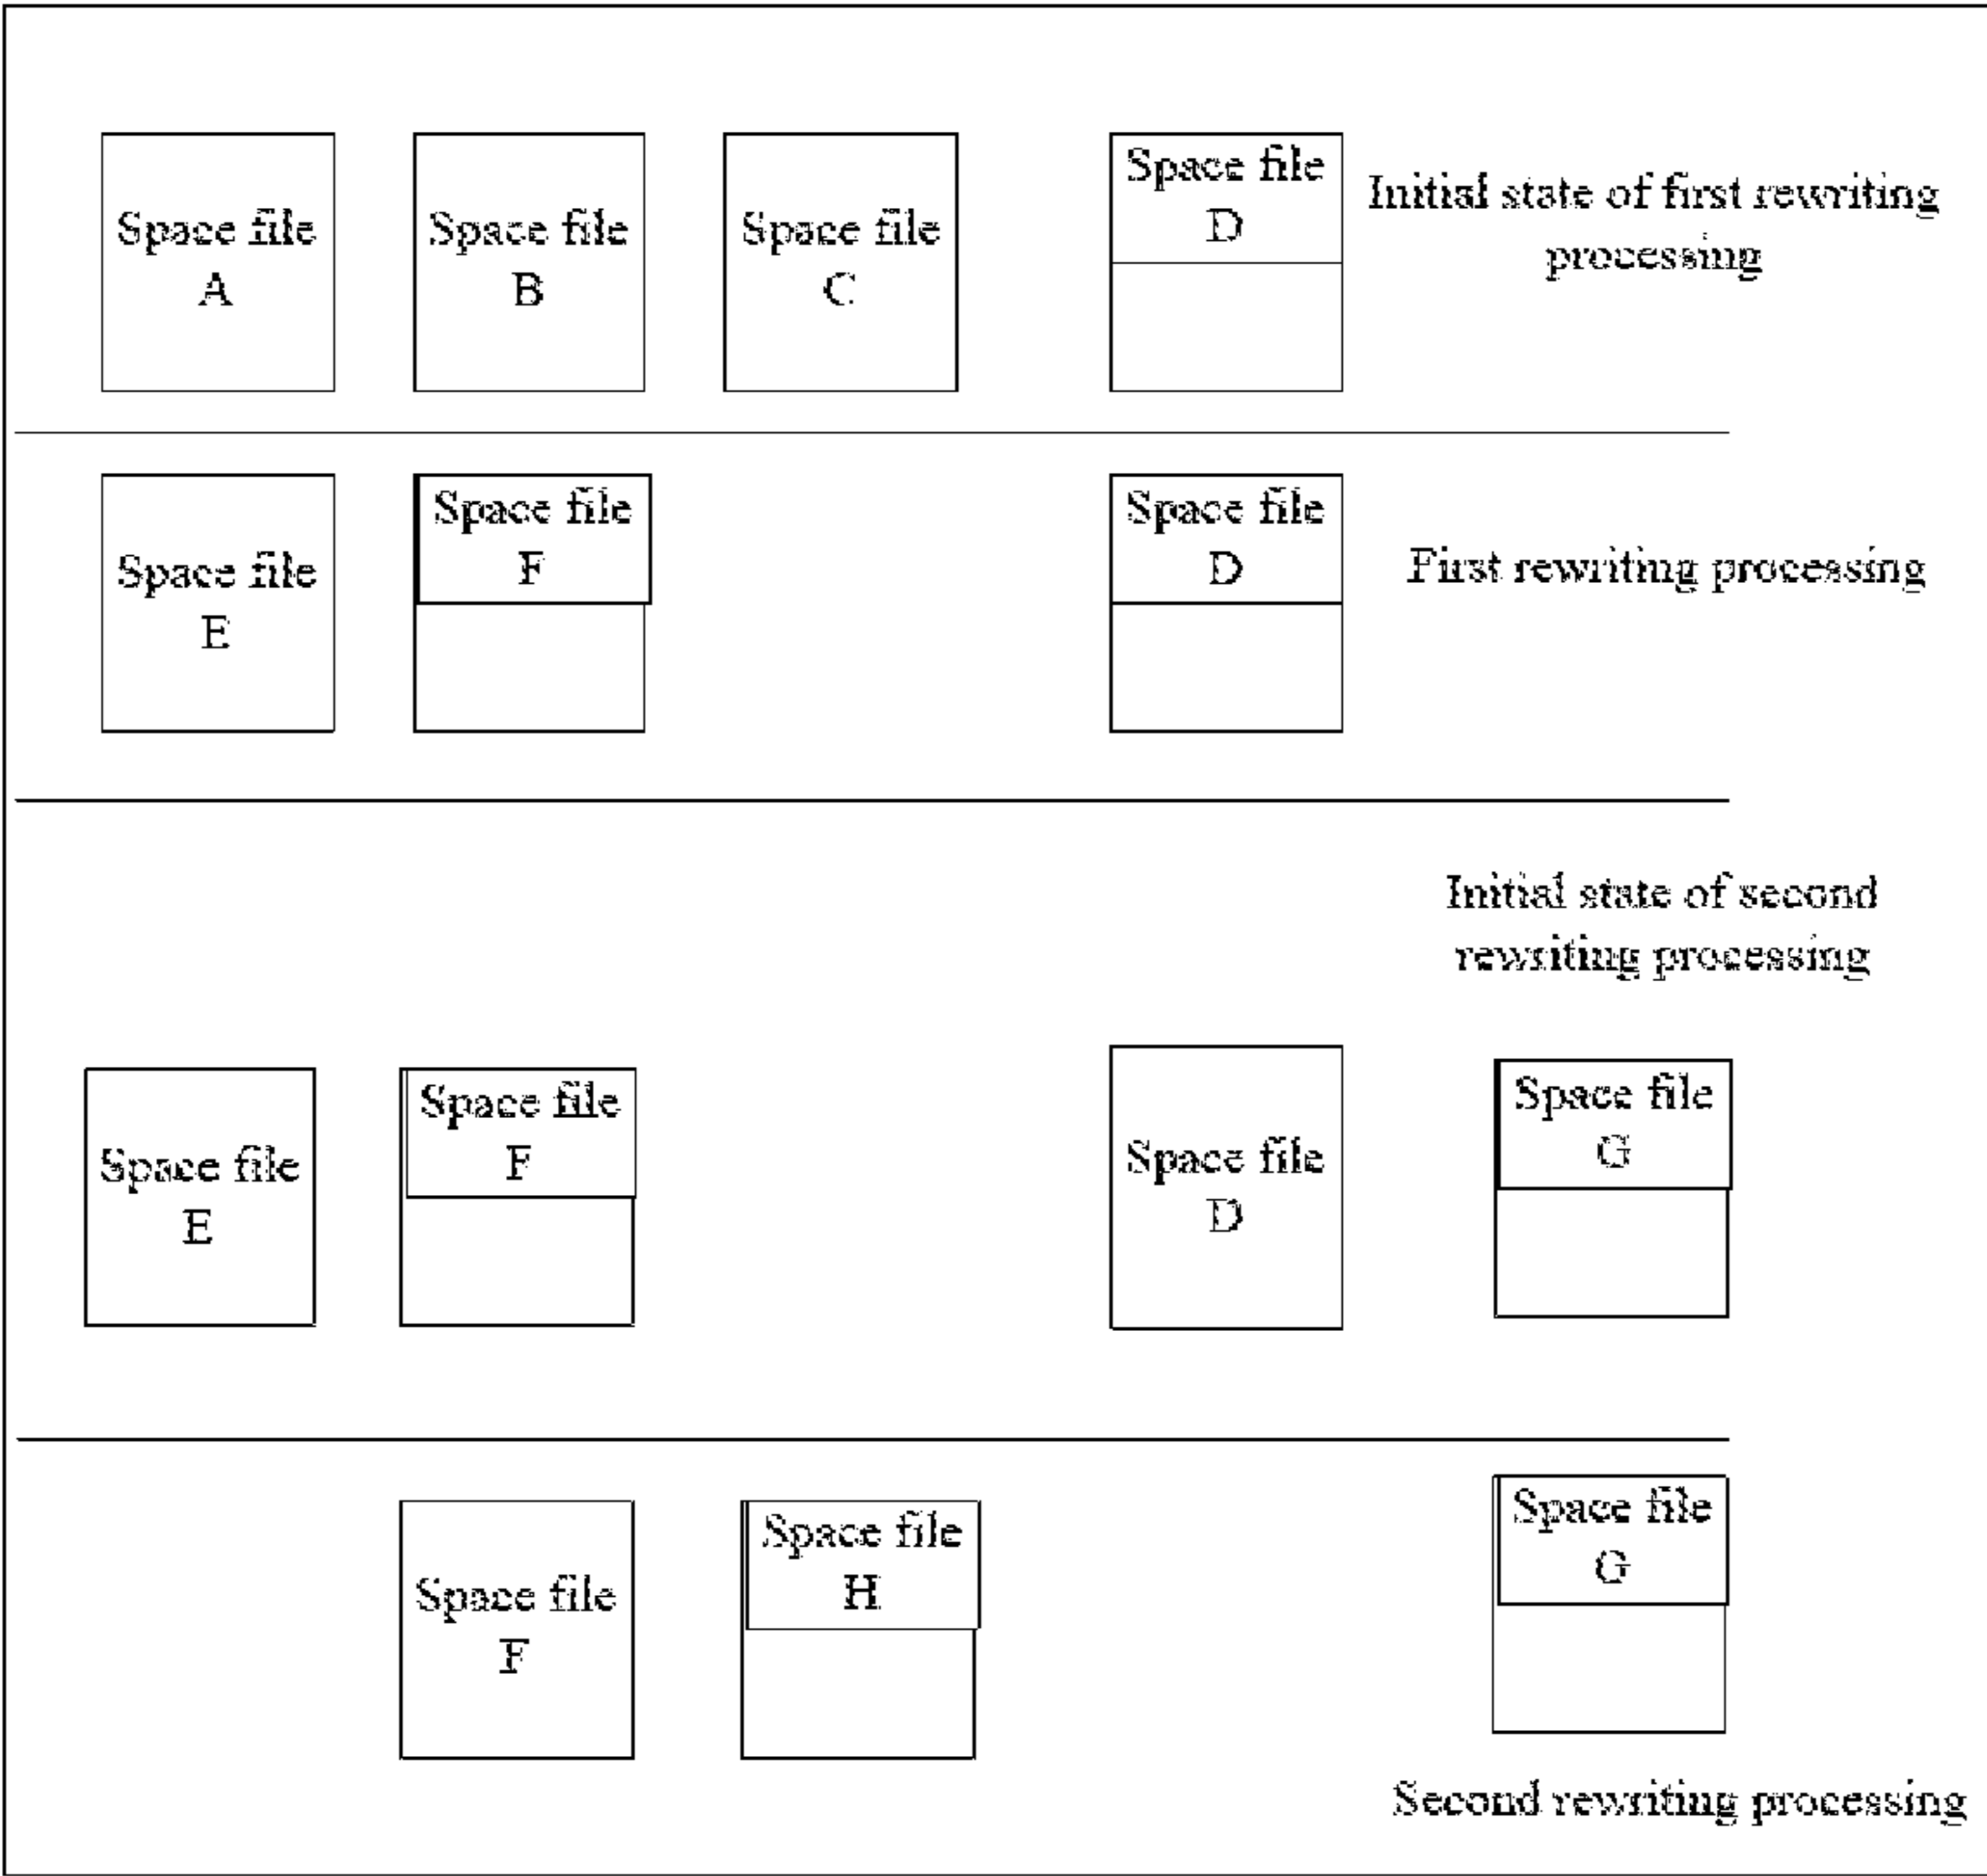 Space file
A
Space file
B
Space file
C
Space file
D
Initial state of first rewriting
processing
Space file
E
Space file
F
Space file
D
First rewriting processing
Initial state of second
rewriting processing
Space file
E
Space file
F
Space file
D
Space file
G
Space file
F
Space file
H
Space file
G
Second rewriting processing